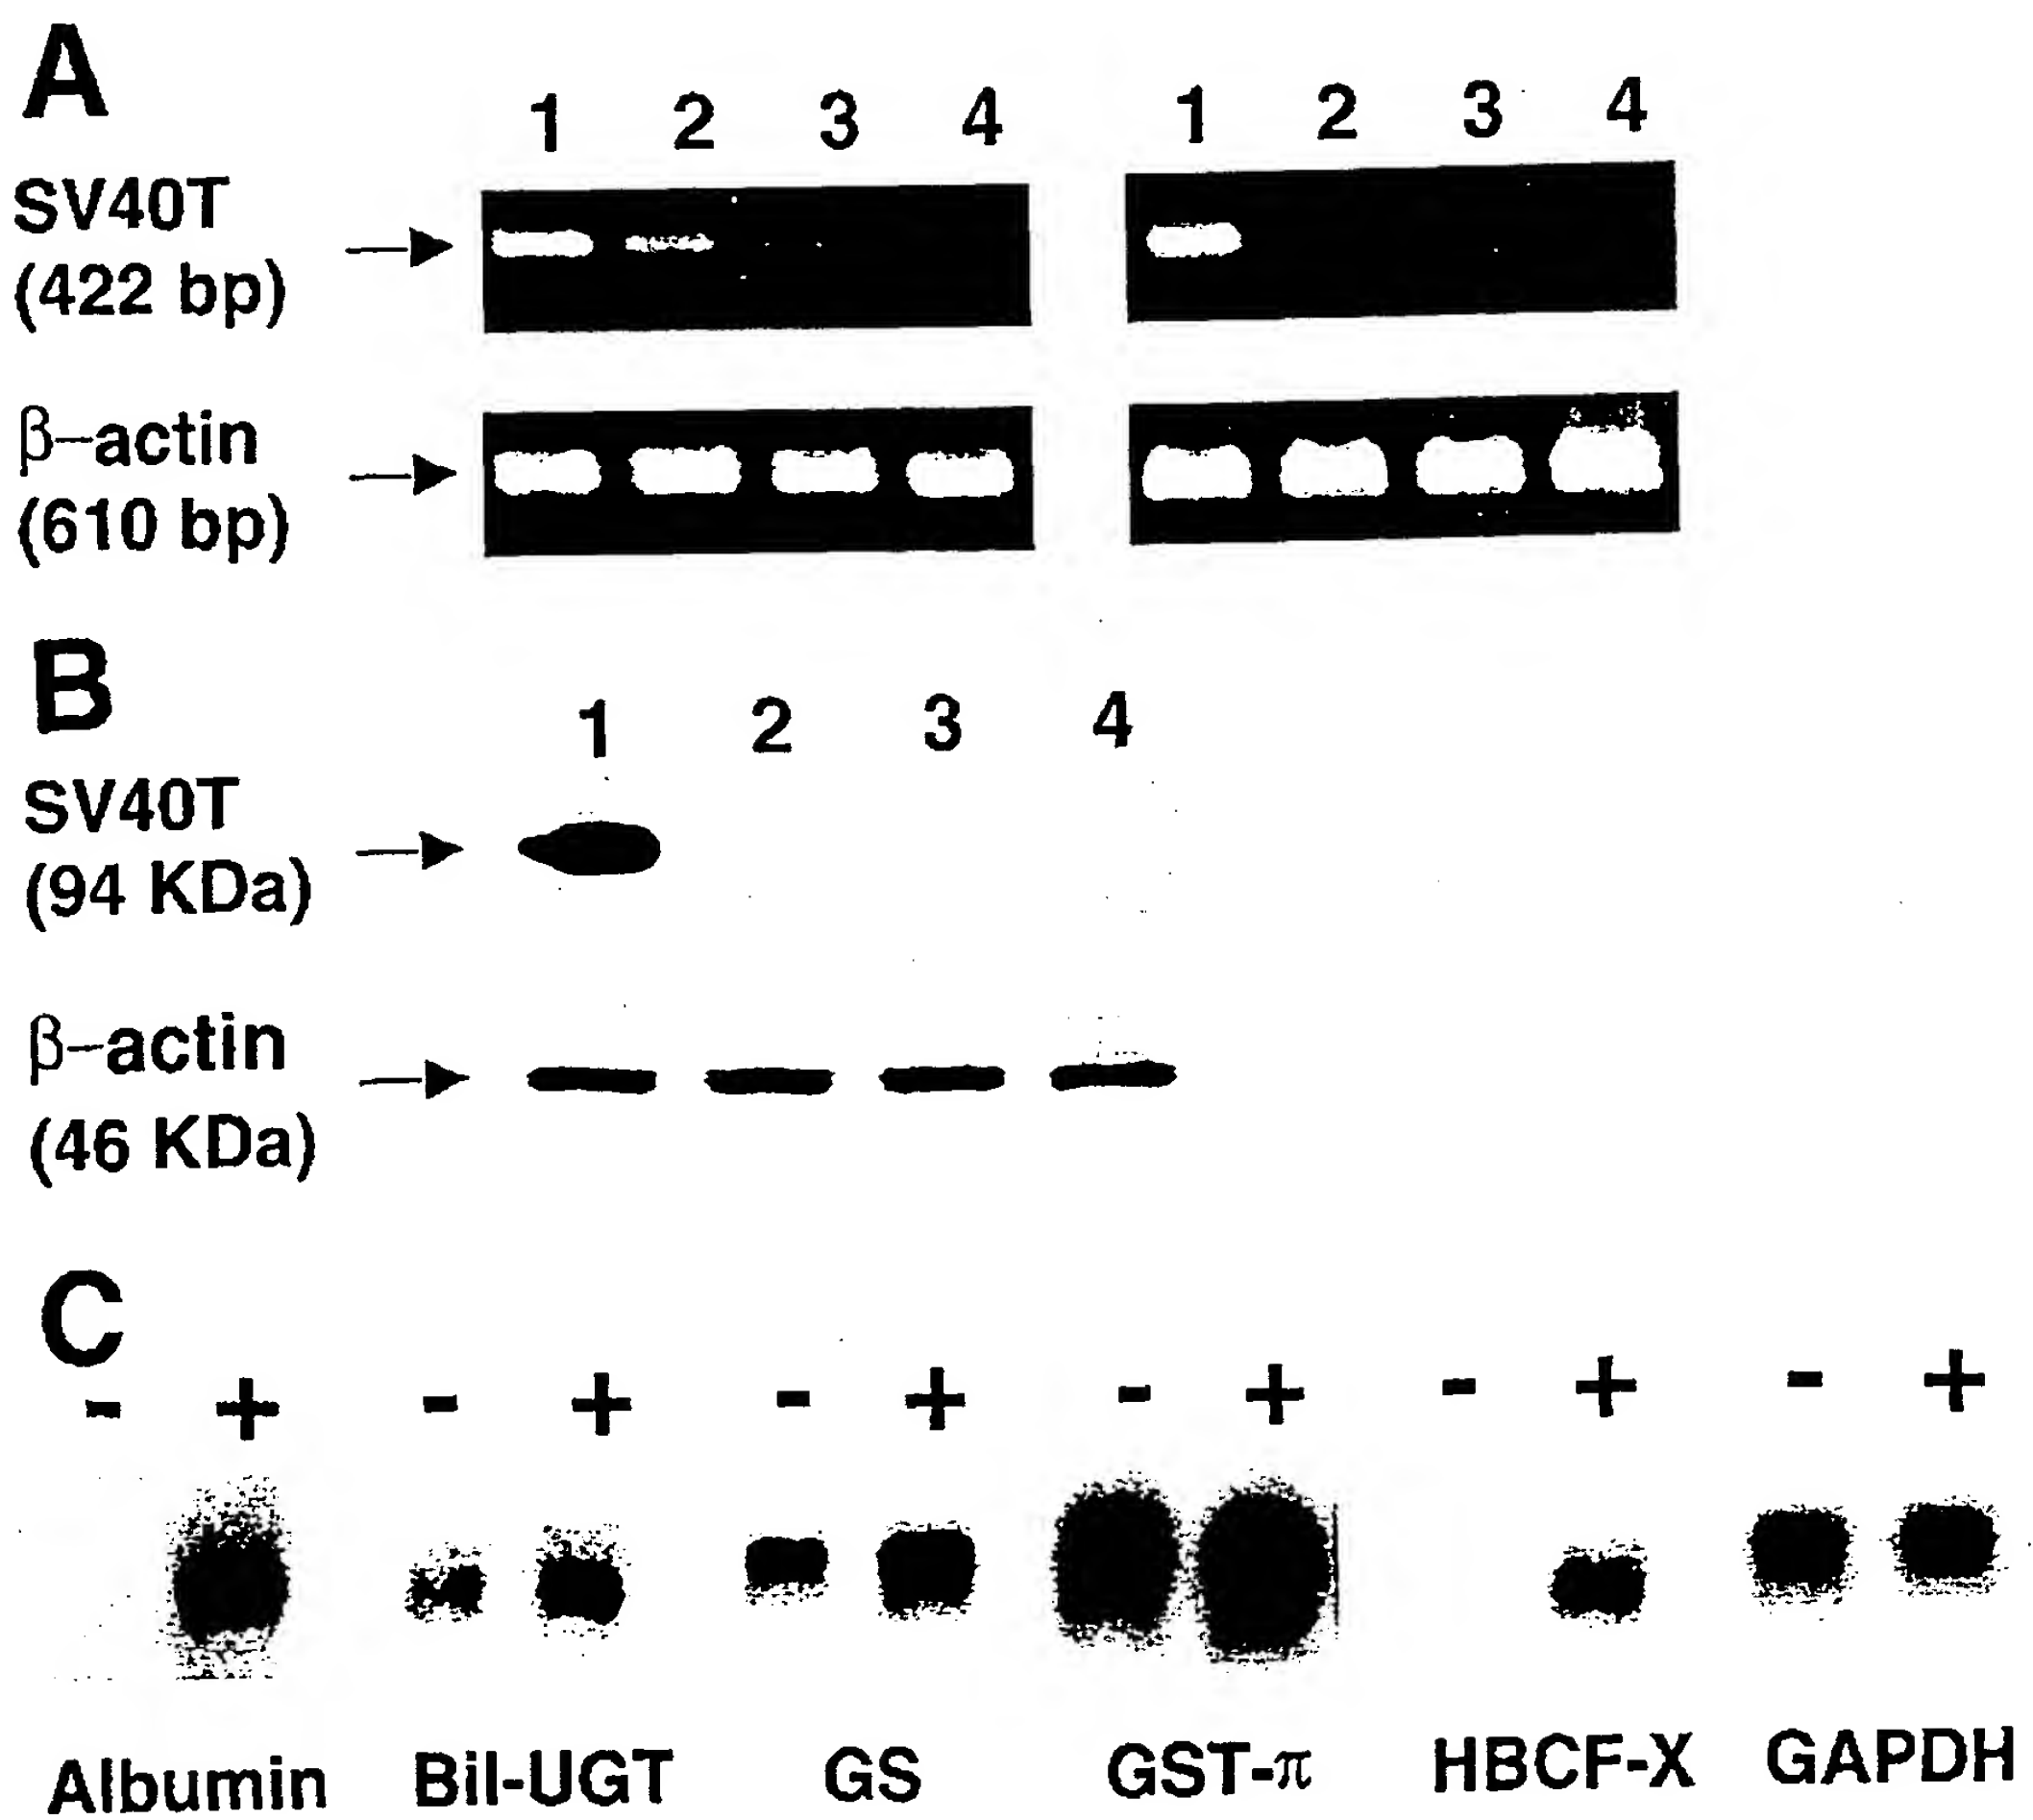 A
1 2 3 4 1 2 3 4
SV40T
(422 bp)
β–actin
(610 bp)
B
1 2 3 4
SV40T
(94 KDa)
β–actin
(46 KDa)
C
- + - + - + - + - + - +
Albumin Bil-UGT GS GST-π HBCF-X GAPDH